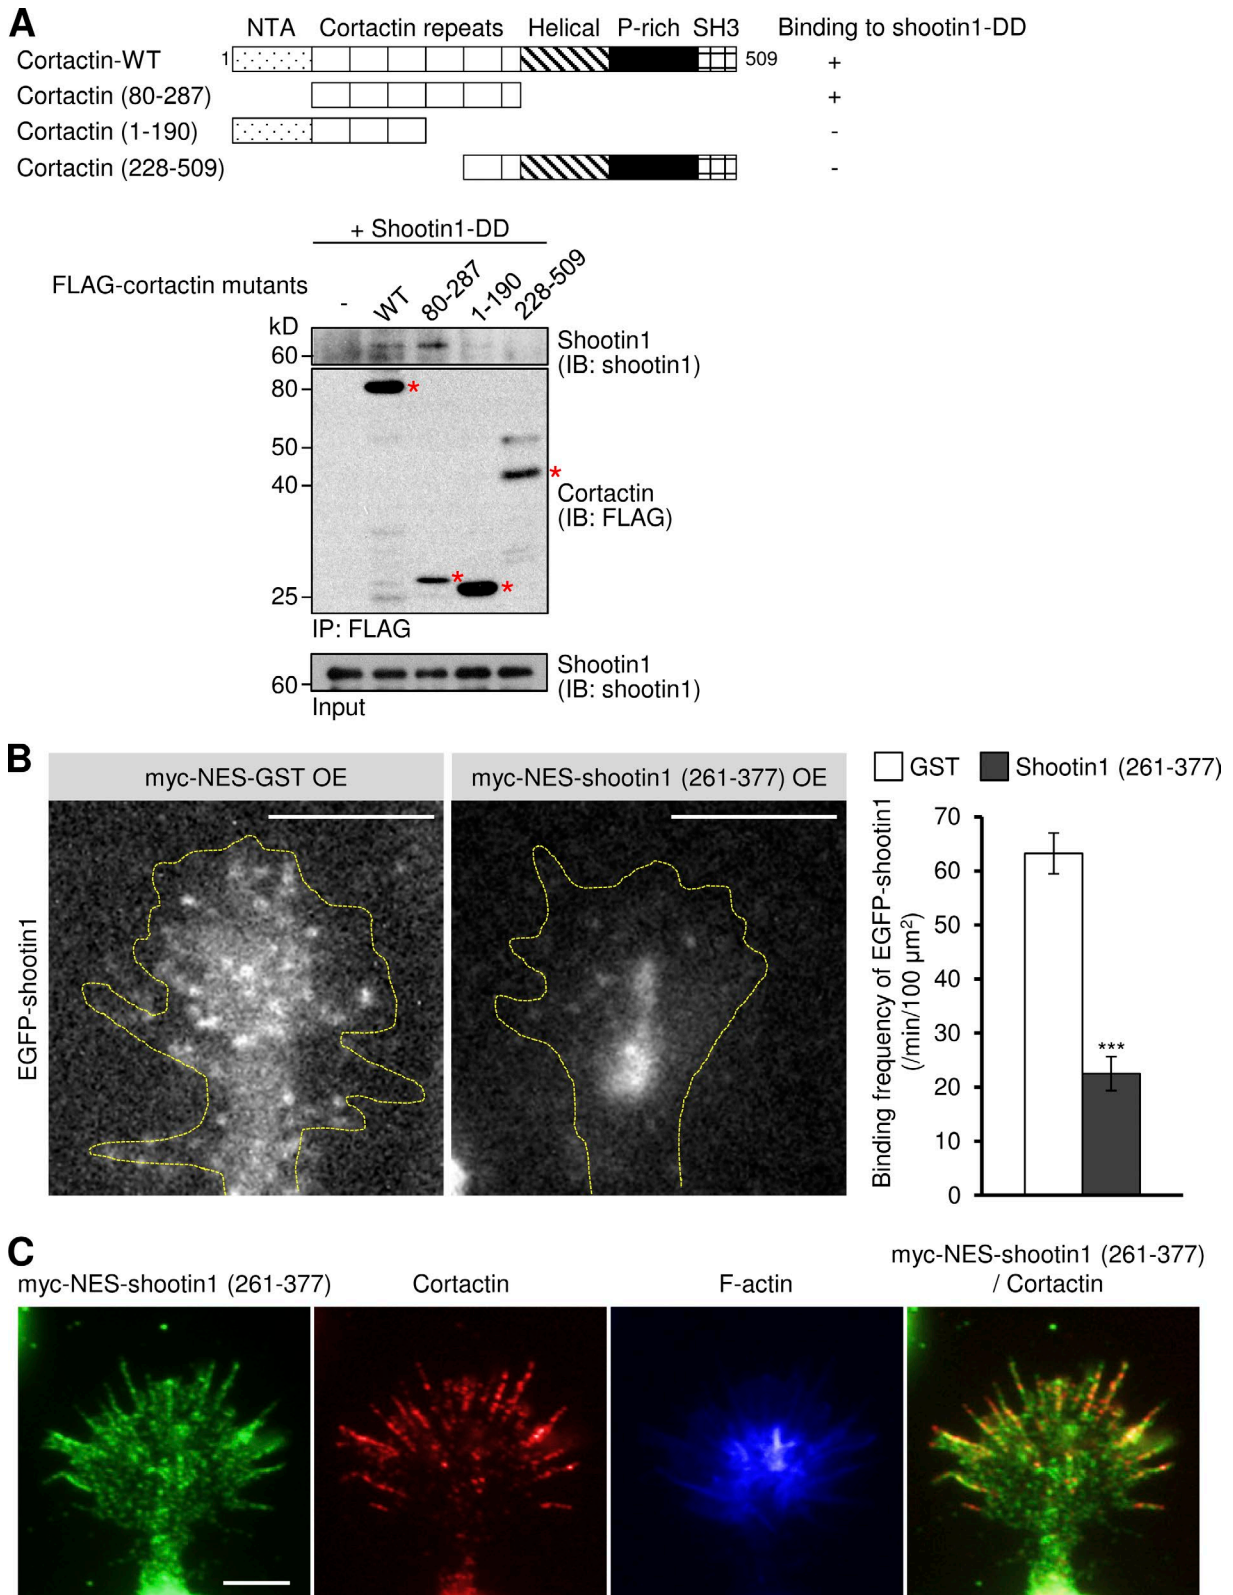 A
NTA Cortactin repeats Helical P-rich SH3 Binding to shootin1-DD
Cortactin-WT 1 509 +
Cortactin (80-287) +
Cortactin (1-190) -
Cortactin (228-509) -
+ Shootin1-DD
FLAG-cortactin mutants - WT 80-287 1-190 228-509
kD
60
Shootin1
(IB: shootin1)
80 *
50
40 *
Cortactin
(IB: FLAG)
25 * *
IP: FLAG
60
Shootin1
(IB: shootin1)
Input
B
myc-NES-GST OE myc-NES-shootin1 (261-377) OE
EGFP-shootin1
GST Shootin1 (261-377)
Binding frequency of EGFP-shootin1
(/min/100 µm²)
70
60
50
40
30
20
10
0
***
C
myc-NES-shootin1 (261-377) Cortactin F-actin myc-NES-shootin1 (261-377)
/ Cortactin